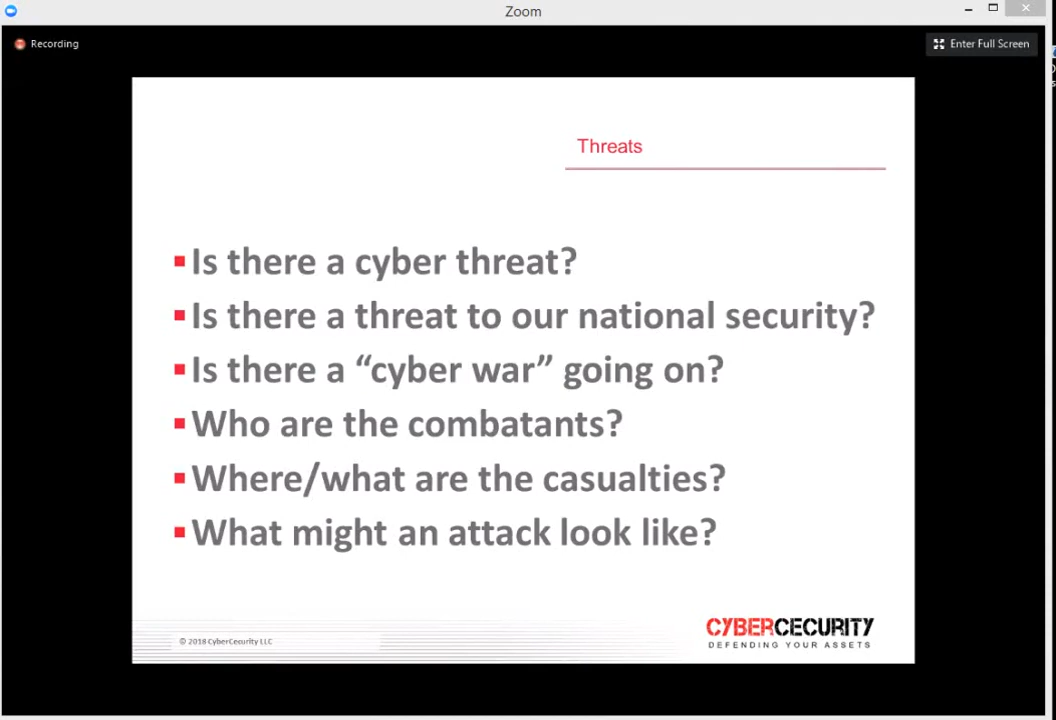 Zoom
Recording
Enter Full Screen
Threats
Is there a cyber threat?
Is there a threat to our national security?
Is there a “cyber war” going on?
Who are the combatants?
Where/what are the casualties?
What might an attack look like?
© 2018 CyberCecurity LLC
CYBERCECURITY
DEFENDING YOUR ASSETS